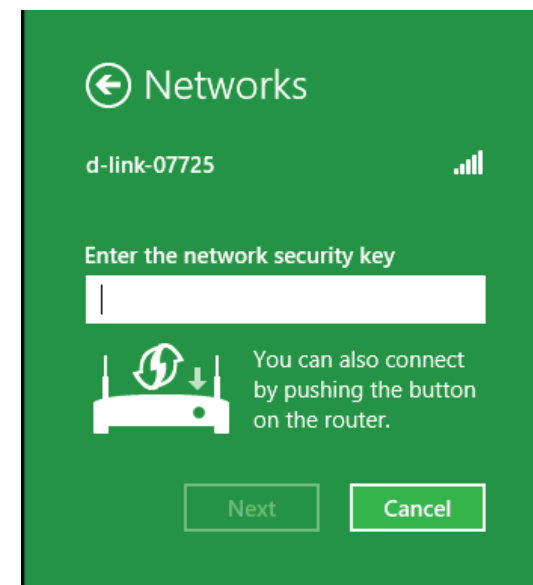 Networks
d-link-07725
Enter the network security key
You can also connect
by pushing the button
on the router.
Next
Cancel